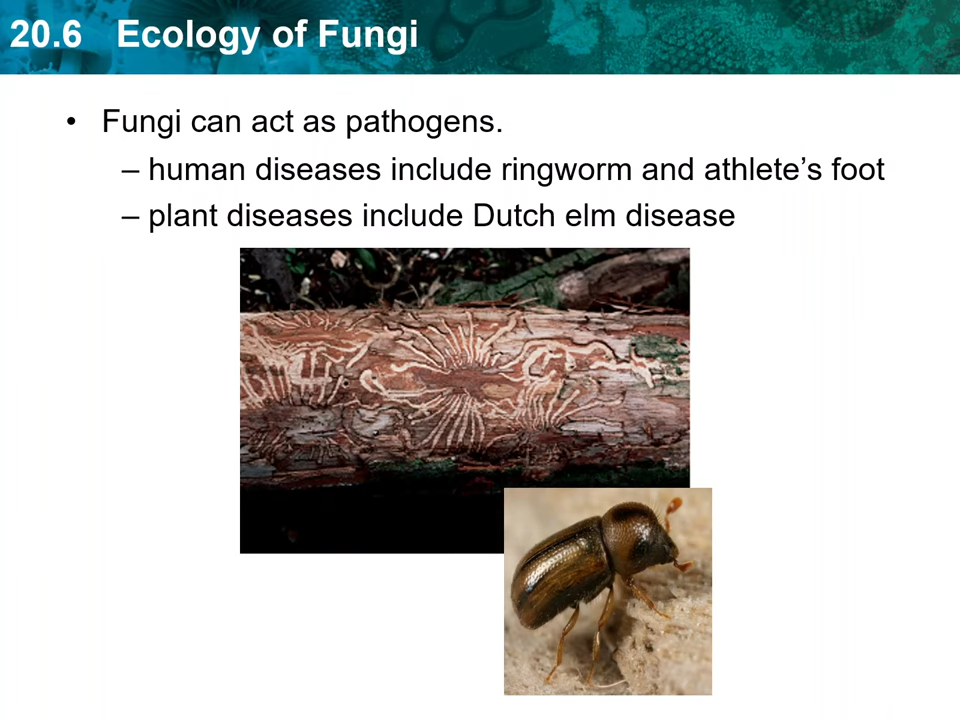 20.6 Ecology of Fungi
• Fungi can act as pathogens.
– human diseases include ringworm and athlete’s foot
– plant diseases include Dutch elm disease